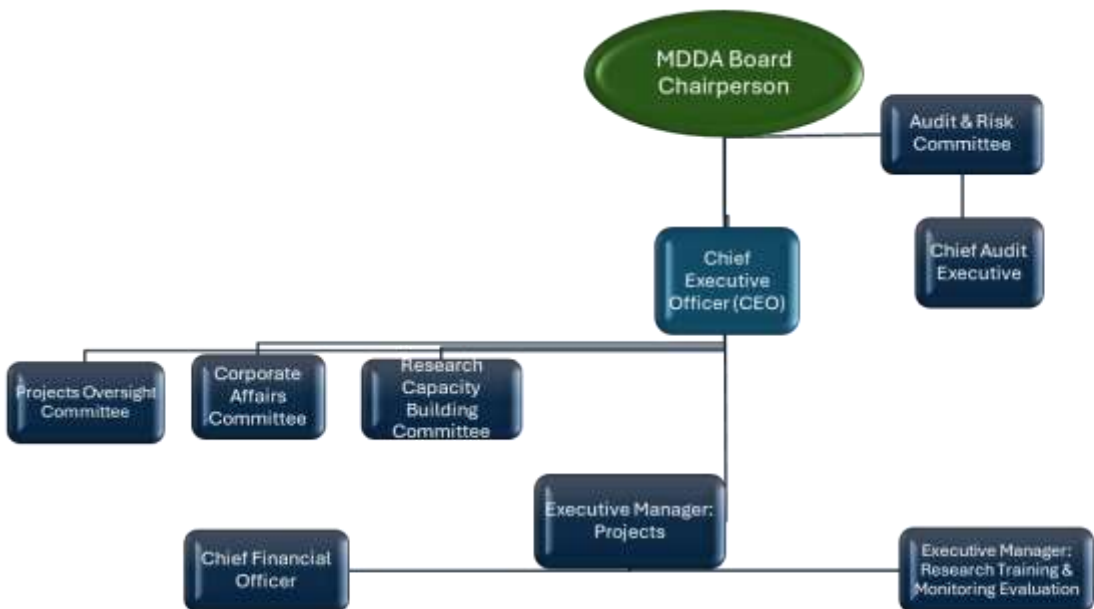 MDDA Board
Chairperson
Audit & Risk
Committee
Chief
Executive
Officer (CEO)
Chief Audit
Executive
Projects Oversight
Committee
Corporate
Affairs
Committee
Research
Capacity
Building
Committee
Executive Manager:
Projects
Chief Financial
Officer
Executive Manager:
Research Training &
Monitoring Evaluation